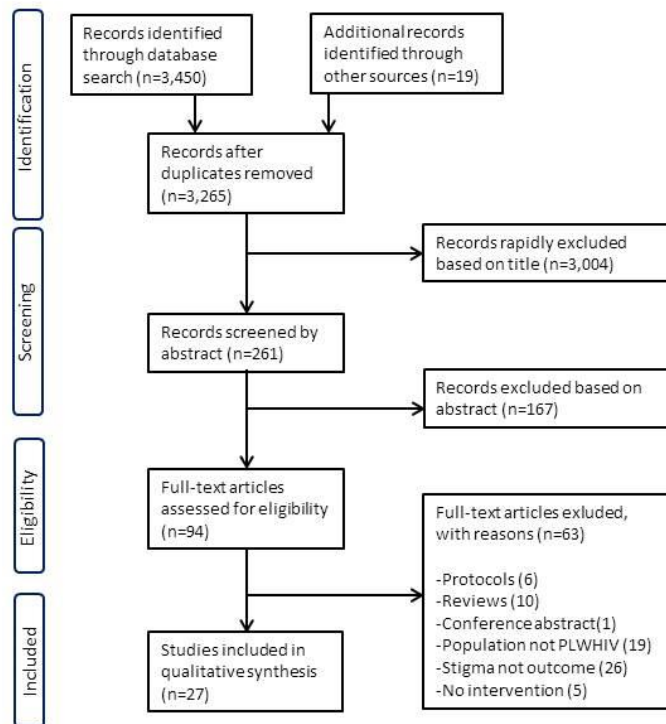 Identification
Records identified
through database
search (n=3,450)
Additional records
identified through
other sources (n=19)
Records after
duplicates removed
(n=3,265)
Screening
Records rapidly excluded
based on title (n=3,004)
Records screened by
abstract (n=261)
Records excluded based on
abstract (n=167)
Eligibility
Full-text articles
assessed for eligibility
(n=94)
Full-text articles exluded,
with reasons (n=63)
-Protocols (6)
-Reviews (10)
-Conference abstract(1)
-Population not PLWHIV (19)
-Stigma not outcome (26)
-No intervention (5)
Included
Studies included in
qualitative synthesis
(n=27)